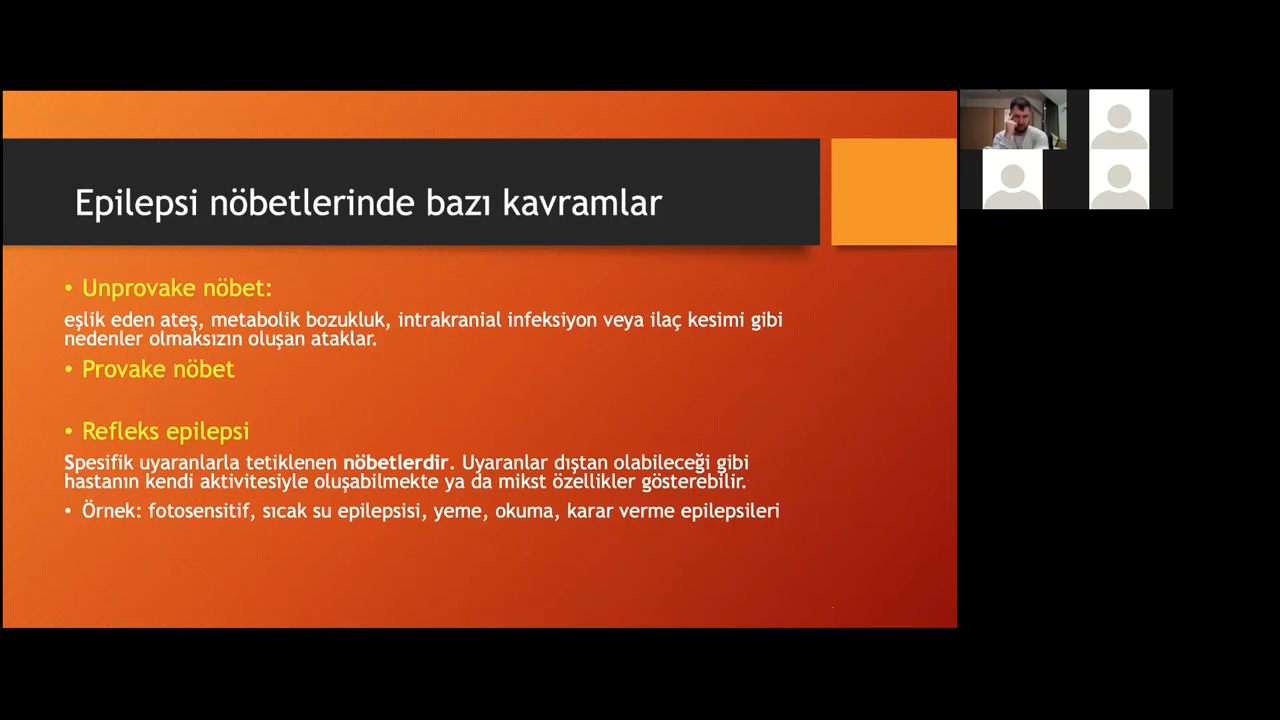 Epilepsi nöbetlerinde bazı kavramlar
• Unprovake nöbet:
eşlik eden ateş, metabolik bozukluk, intrakranial infeksiyon veya ilaç kesimi gibi
nedenler olmaksızın oluşan ataklar.
• Provake nöbet
• Refleks epilepsi
Spesifik uyaranlarla tetiklenen nöbetlerdir. Uyaranlar dıştan olabileceği gibi
hastanın kendi aktivitesiyle oluşabilmekte ya da mikst özellikler gösterebilir.
• Örnek: fotosensitif, sıcak su epilepsisi, yeme, okuma, karar verme epilepsileri